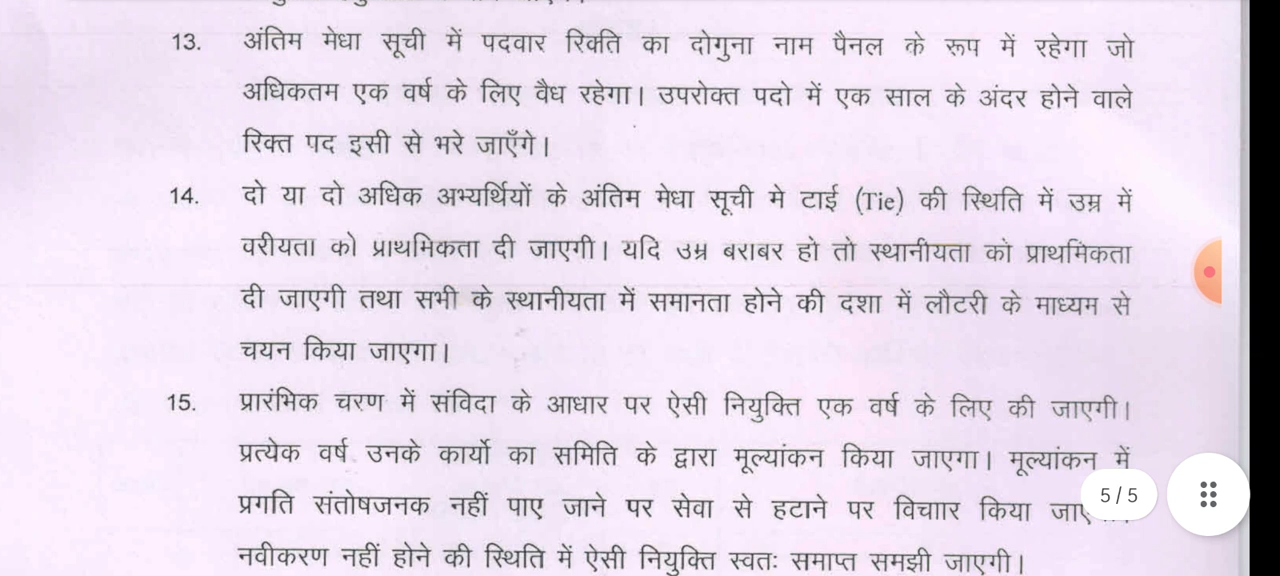 13. अंतिम मेधा सूची में पदवार रिक्ति का दोगुना नाम पैनल के रूप में रहेगा जो
अधिकतम एक वर्ष के लिए वैध रहेगा। उपरोक्त पदो में एक साल के अंदर होने वाले
रिक्त पद इसी से भरे जाएँगे।
14. दो या दो अधिक अभ्यर्थियों के अंतिम मेधा सूची मे टाई (Tie) की स्थिति में उम्र में
वरीयता को प्राथमिकता दी जाएगी। यदि उम्र बराबर हो तो स्थानीयता को प्राथमिकता
दी जाएगी तथा सभी के स्थानीयता में समानता होने की दशा में लौटरी के माध्यम से
चयन किया जाएगा।
15. प्रारंभिक चरण में संविदा के आधार पर ऐसी नियुक्ति एक वर्ष के लिए की जाएगी।
प्रत्येक वर्ष उनके कार्यो का समिति के द्वारा मूल्यांकन किया जाएगा। मूल्यांकन में
प्रगति संतोषजनक नहीं पाए जाने पर सेवा से हटाने पर विचाार किया
5 / 5
नवीकरण नहीं होने की स्थिति में ऐसी नियुक्ति स्वतः समाप्त समझी जाएगी।